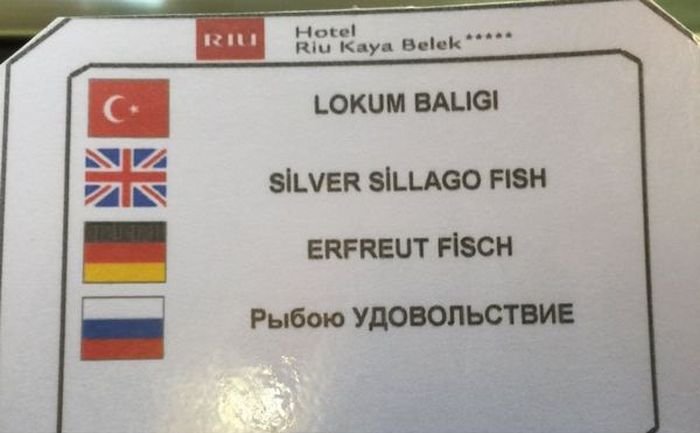 RIU
Hotel
Riu Kaya Belek*****
LOKUM BALIGI
SİLVER SİLLAGO FISH
ERFREUT FİSCH
Рыбою УДОВОЛЬСТВИЕ